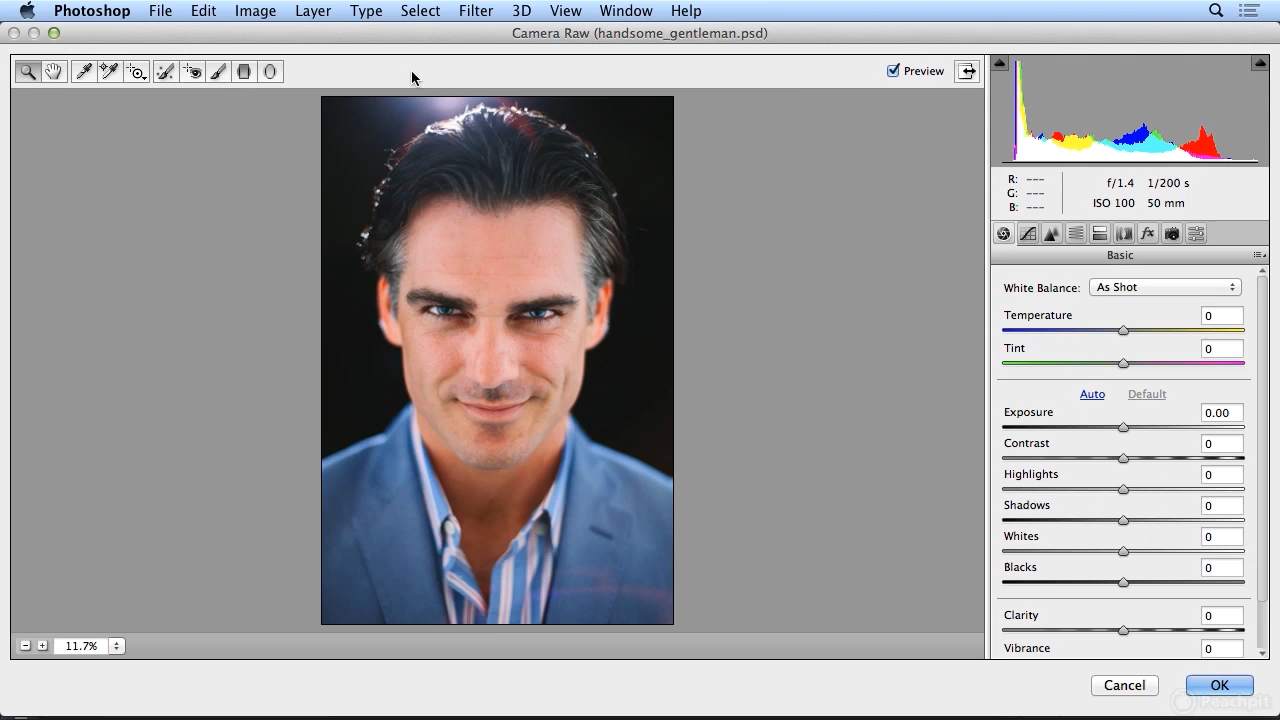 Photoshop File Edit Image Layer Type Select Filter 3D View Window Help
Camera Raw (handsome_gentleman.psd)
Preview
R: ---
G: ---
B: ---
f/1.4 1/200 s
ISO 100 50 mm
fx
Basic
White Balance: As Shot
Temperature 0
Tint 0
Auto Default
Exposure 0.00
Contrast 0
Highlights 0
Shadows 0
Whites 0
Blacks 0
Clarity 0
Vibrance 0
11.7%
Cancel OK
Peachpit